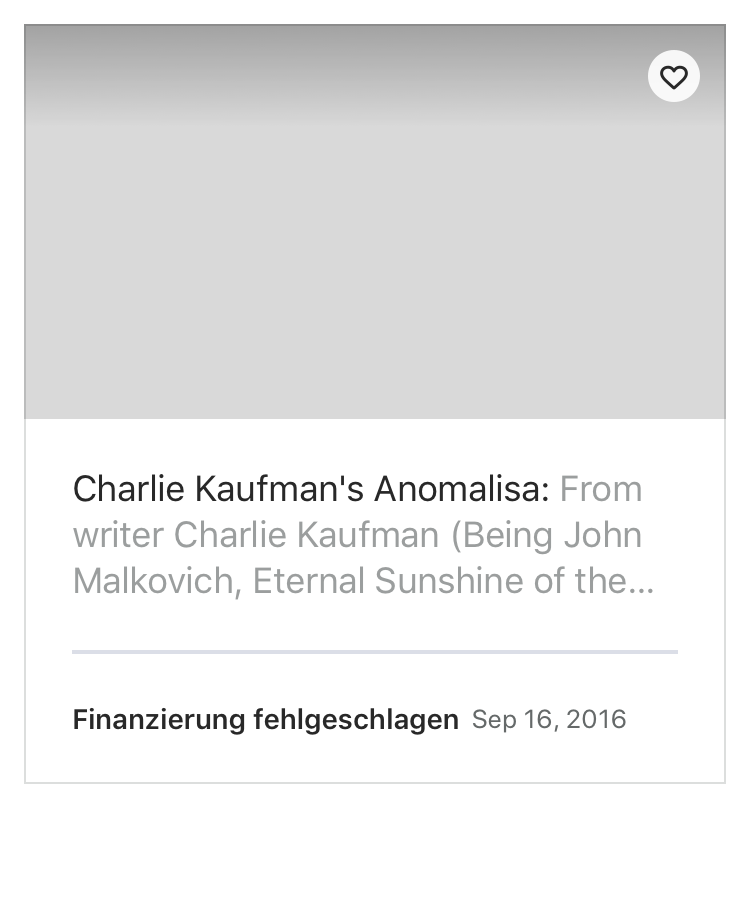 Charlie Kaufman's Anomalisa: From
writer Charlie Kaufman (Being John
Malkovich, Eternal Sunshine of the...
Finanzierung fehlgeschlagen Sep 16, 2016